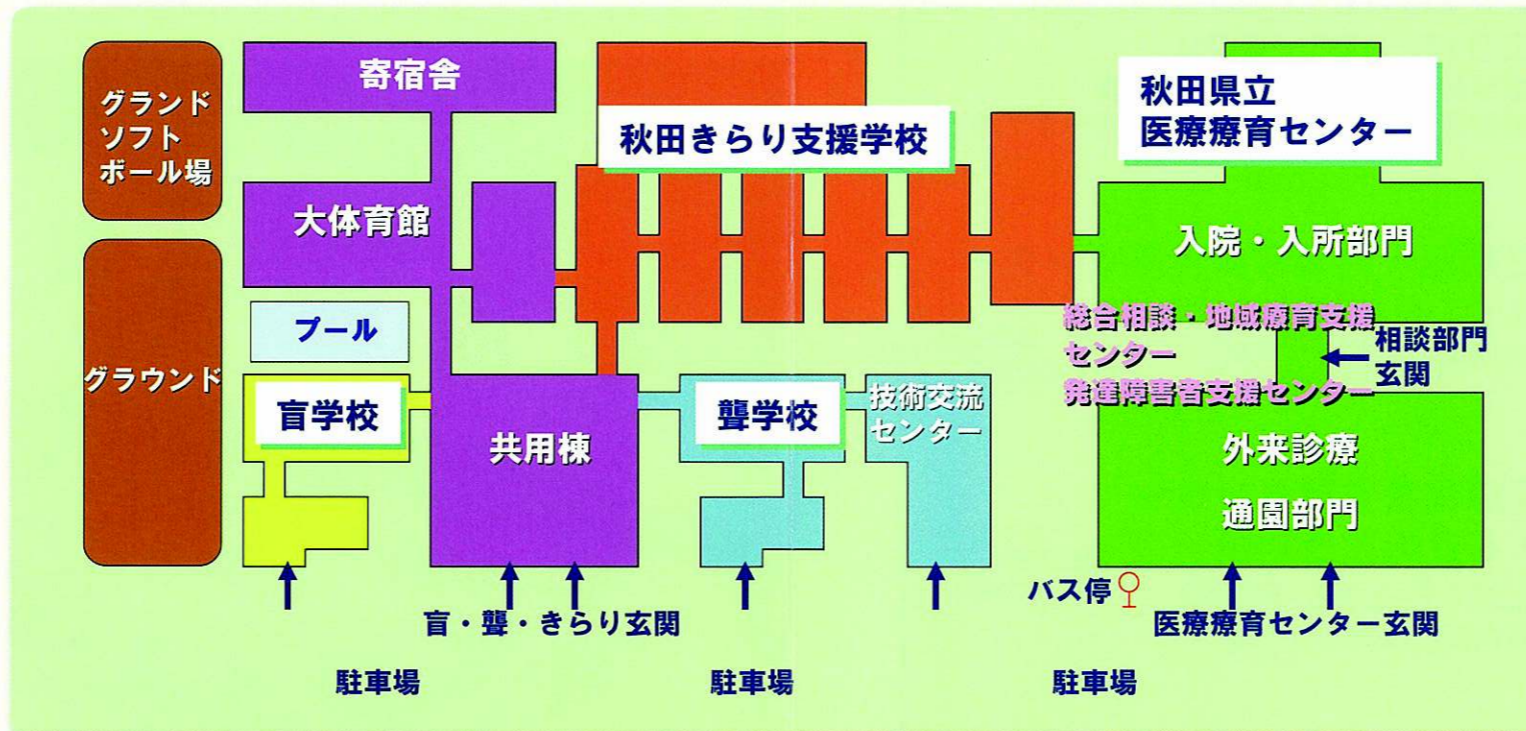 グランド
ソフト
ボール場
寄宿舎
秋田きらり支援学校
秋田県立
医療療育センター
大体育館
入院・入所部門
プール
グラウンド
総合相談・地域療育支援
センター
発達障害者支援センター
相談部門
玄関
盲学校
共用棟
聾学校
技術交流
センター
外来診療
通園部門
バス停
盲・聾・きらり玄関
医療療育センター玄関
駐車場
駐車場
駐車場